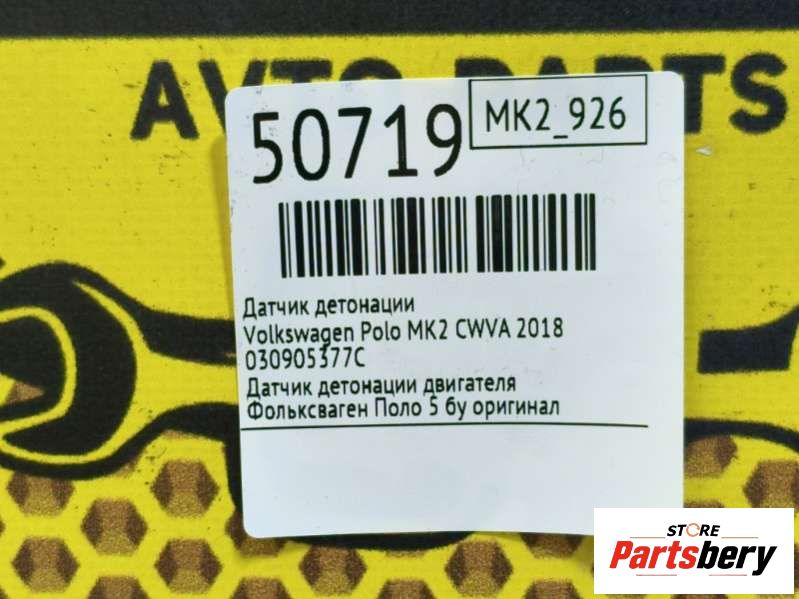 AVTO PARTS
50719
MK2_926
Датчик детонации
Volkswagen Polo MK2 CWVA 2018
030905377C
Датчик детонации двигателя
Фольксваген Поло 5 бу оригинал
STORE
Partsbery